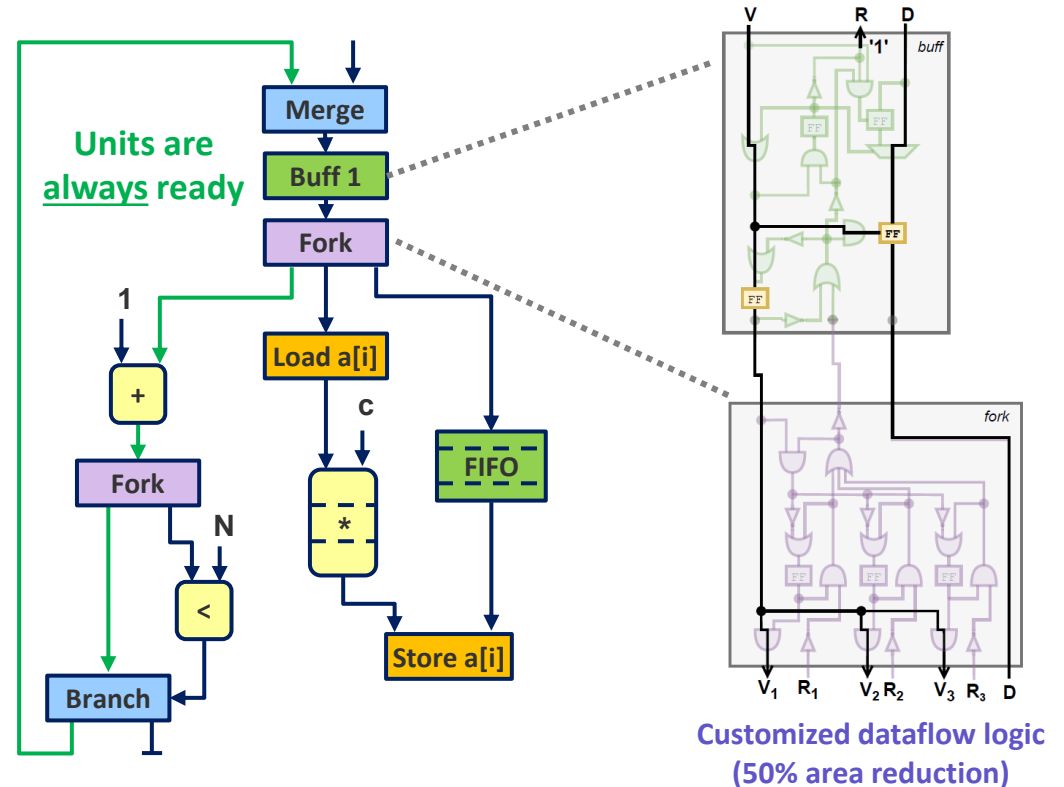 Merge
Units are
always ready
Buff 1
Fork
1
+
Load a[i]
c
FIFO
Fork
*
N
<
Store a[i]
Branch
V R D
'1'
buff
FF
FF
FF
FF
fork
FF FF FF
V1 R1 V2 R2 V3 R3 D
Customized dataflow logic
(50% area reduction)